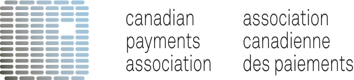 canadian
payments
association
association
canadienne
des paiements